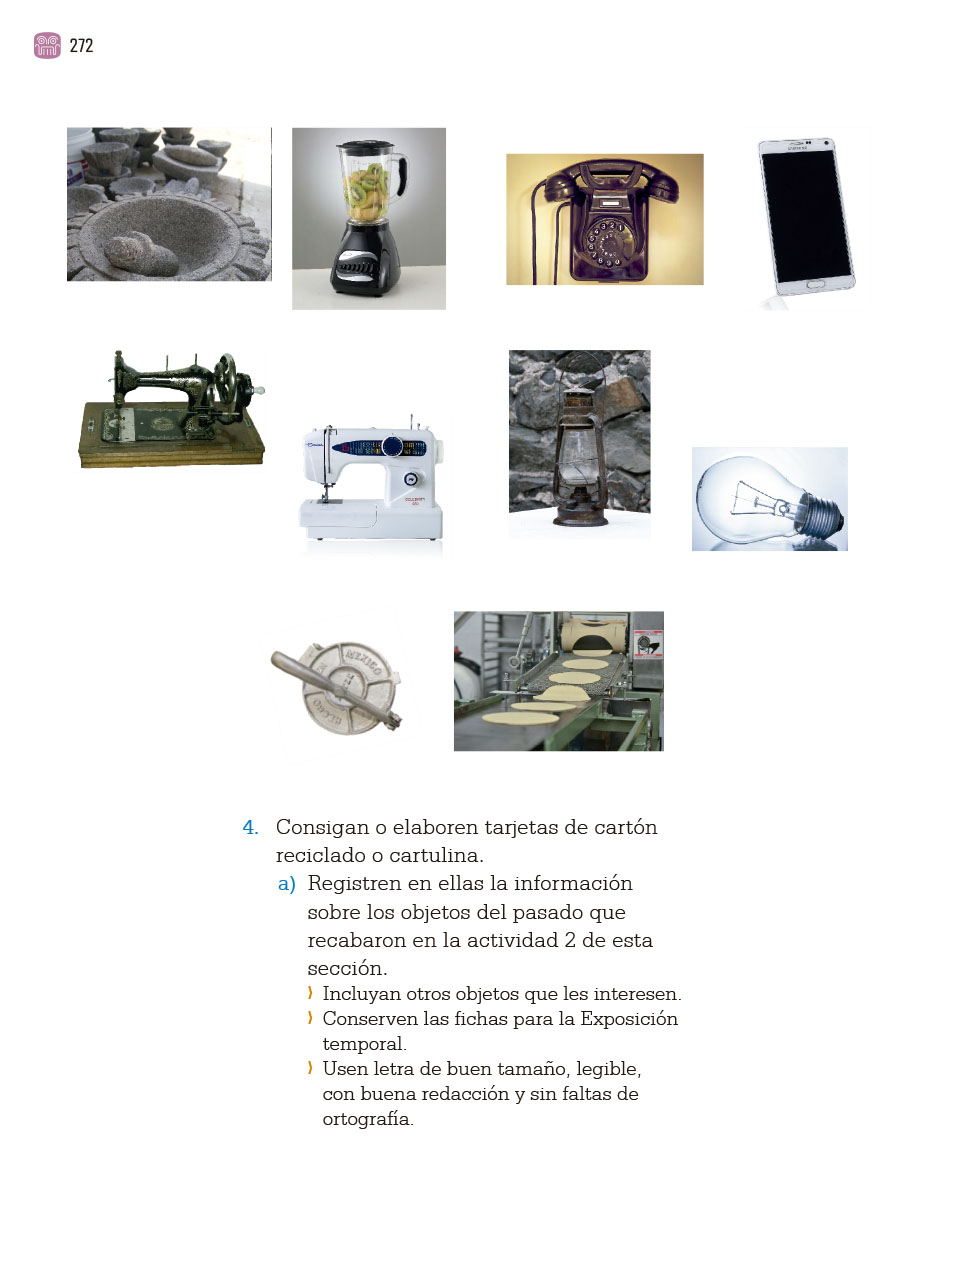 272
SAMSUNG
MEXICO
4. Consigan o elaboren tarjetas de cartón
reciclado o cartulina.
a) Registren en ellas la información
sobre los objetos del pasado que
recabaron en la actividad 2 de esta
sección.
⟩ Incluyan otros objetos que les interesen.
⟩ Conserven las fichas para la Exposición
temporal.
⟩ Usen letra de buen tamaño, legible,
con buena redacción y sin faltas de
ortografía.